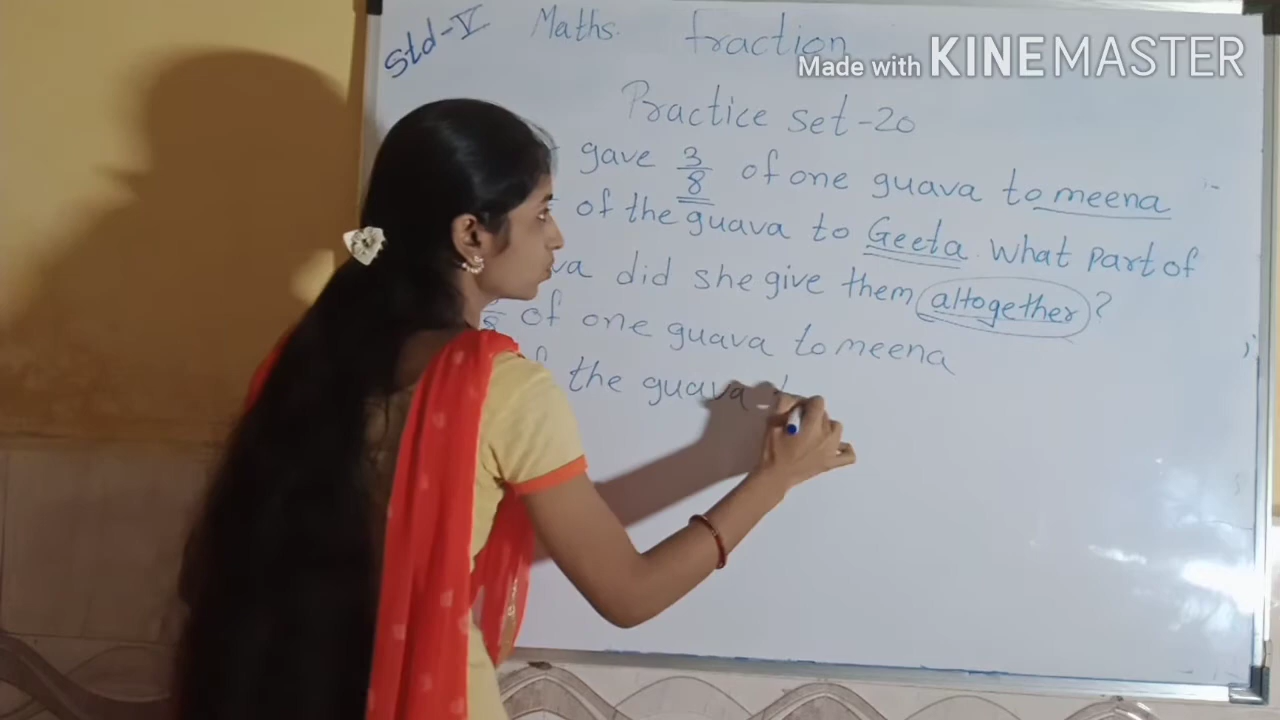 Std-V Maths. fraction
Made with KINEMASTER
Practice set-20
gave 3/8 of one guava to meena
of the guava to Geeta. What part of
did she give them altogether?
of one guava to meena
the guava